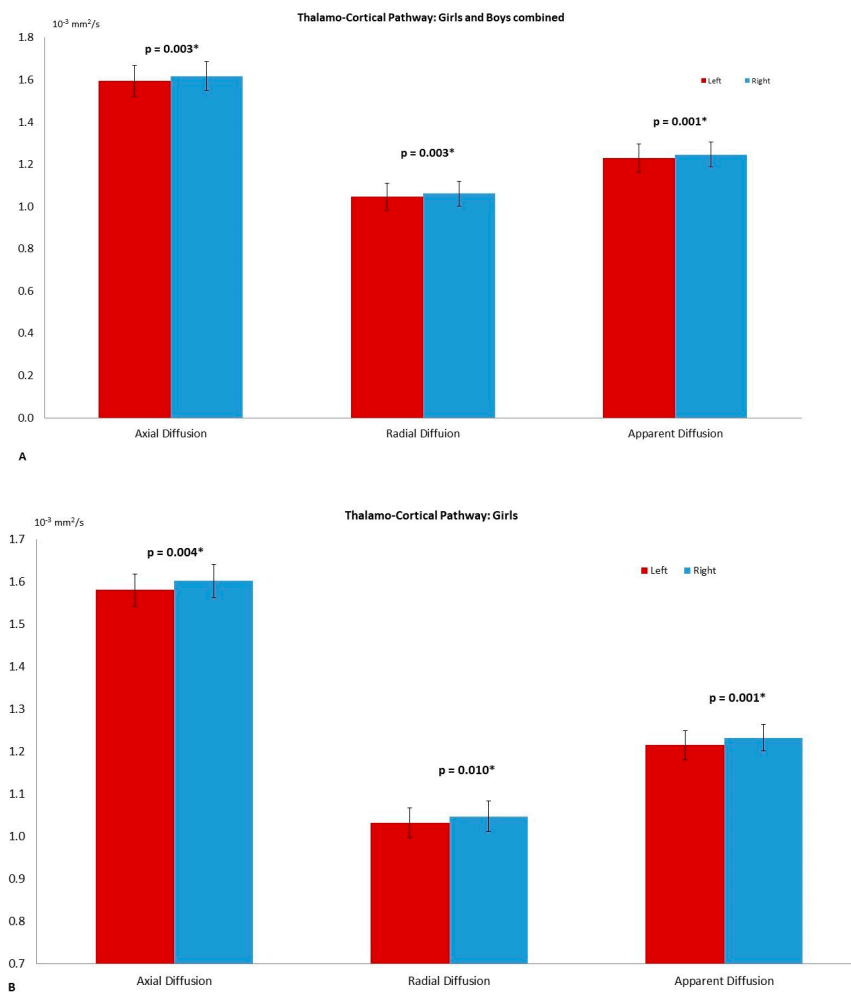 Thalamo-Cortical Pathway: Girls and Boys combined
10⁻³ mm²/s
1.8
1.6
1.4
1.2
1.0
0.8
0.6
0.4
0.2
0.0
p = 0.003*
p = 0.003*
p = 0.001*
Left Right
Axial Diffusion Radial Diffuion Apparent Diffusion
A
Thalamo-Cortical Pathway: Girls
10⁻³ mm²/s
1.7
1.6
1.5
1.4
1.3
1.2
1.1
1.0
0.9
0.8
0.7
p = 0.004*
p = 0.010*
p = 0.001*
Left Right
Axial Diffusion Radial Diffusion Apparent Diffusion
B